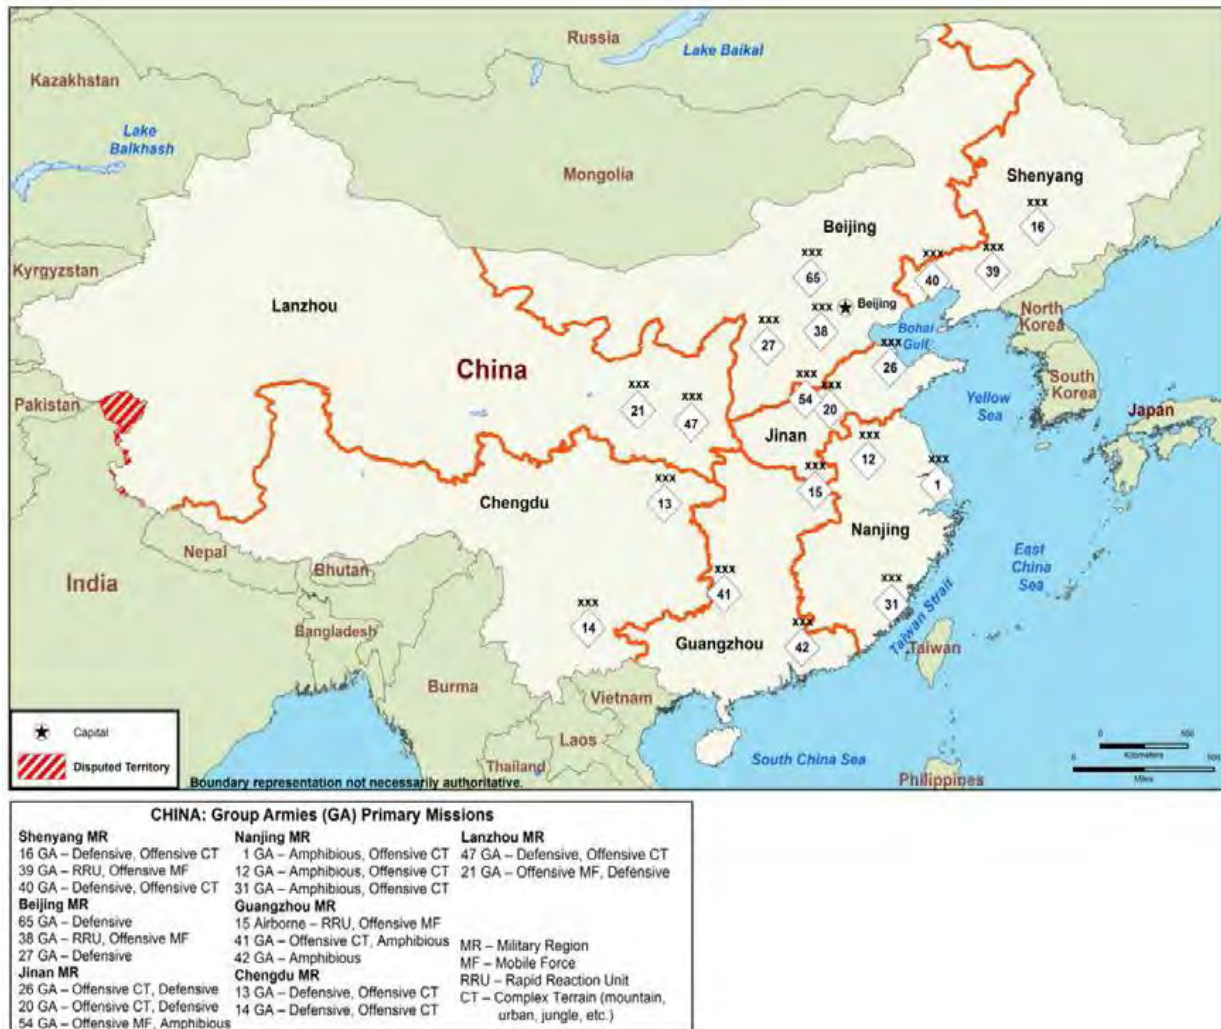 Russia
Lake Baikal
Kazakhstan
Lake
Balkhash
Mongolia
Shenyang
xxx
16
Beijing
xxx
65
xxx
40
xxx
39
Kyrgyzstan
Lanzhou
Beijing
xxx
38
xxx
27
Bohai
Gulf
North
Korea
China
xxx
26
South
Korea
Pakistan
xxx
21
xxx
47
xxx
54
xxx
20
Yellow
Sea
Japan
Jinan
xxx
12
xxx
1
Chengdu
xxx
13
xxx
15
Nanjing
Nepal
Bhutan
India
East
China
Sea
xxx
41
xxx
31
Taiwan Strait
xxx
14
Bangladesh
Guangzhou
xxx
42
Taiwan
Burma
Vietnam
Laos
Thailand
South China Sea
Philippines
Capital
Disputed Territory
Boundary representation not necessarily authoritative.
0 500
Kilometers
0 500
Miles
CHINA: Group Armies (GA) Primary Missions
Shenyang MR
16 GA – Defensive, Offensive CT
39 GA – RRU, Offensive MF
40 GA – Defensive, Offensive CT
Beijing MR
65 GA – Defensive
38 GA – RRU, Offensive MF
27 GA – Defensive
Jinan MR
26 GA – Offensive CT, Defensive
20 GA – Offensive CT, Defensive
54 GA – Offensive MF, Amphibious
Nanjing MR
1 GA – Amphibious, Offensive CT
12 GA – Amphibious, Offensive CT
31 GA – Amphibious, Offensive CT
Guangzhou MR
15 Airborne – RRU, Offensive MF
41 GA – Offensive CT, Amphibious
42 GA – Amphibious
Chengdu MR
13 GA – Defensive, Offensive CT
14 GA – Defensive, Offensive CT
Lanzhou MR
47 GA – Defensive, Offensive CT
21 GA – Offensive MF, Defensive
MR – Military Region
MF – Mobile Force
RRU – Rapid Reaction Unit
CT – Complex Terrain (mountain,
urban, jungle, etc.)